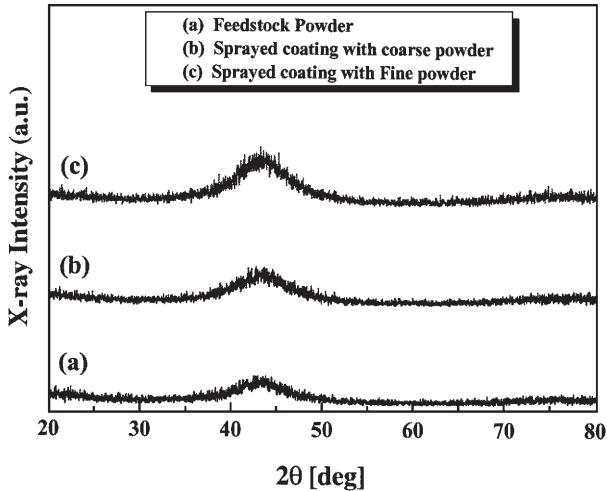 (a) Feedstock Powder
(b) Sprayed coating with coarse powder
(c) Sprayed coating with Fine powder
X-ray Intensity (a.u.)
(c)
(b)
(a)
20 30 40 50 60 70 80
2θ [deg]